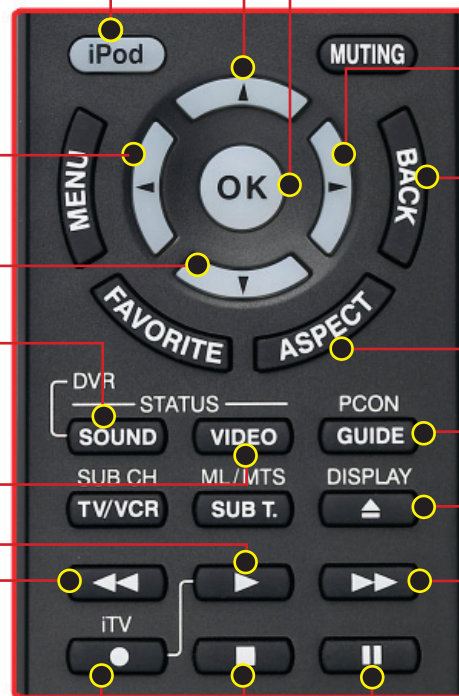 iPod MUTING
MENU OK BACK
FAVORITE ASPECT
DVR
STATUS PCON
SOUND VIDEO GUIDE
SUB CH ML/MTS DISPLAY
TV/VCR SUB T.
iTV